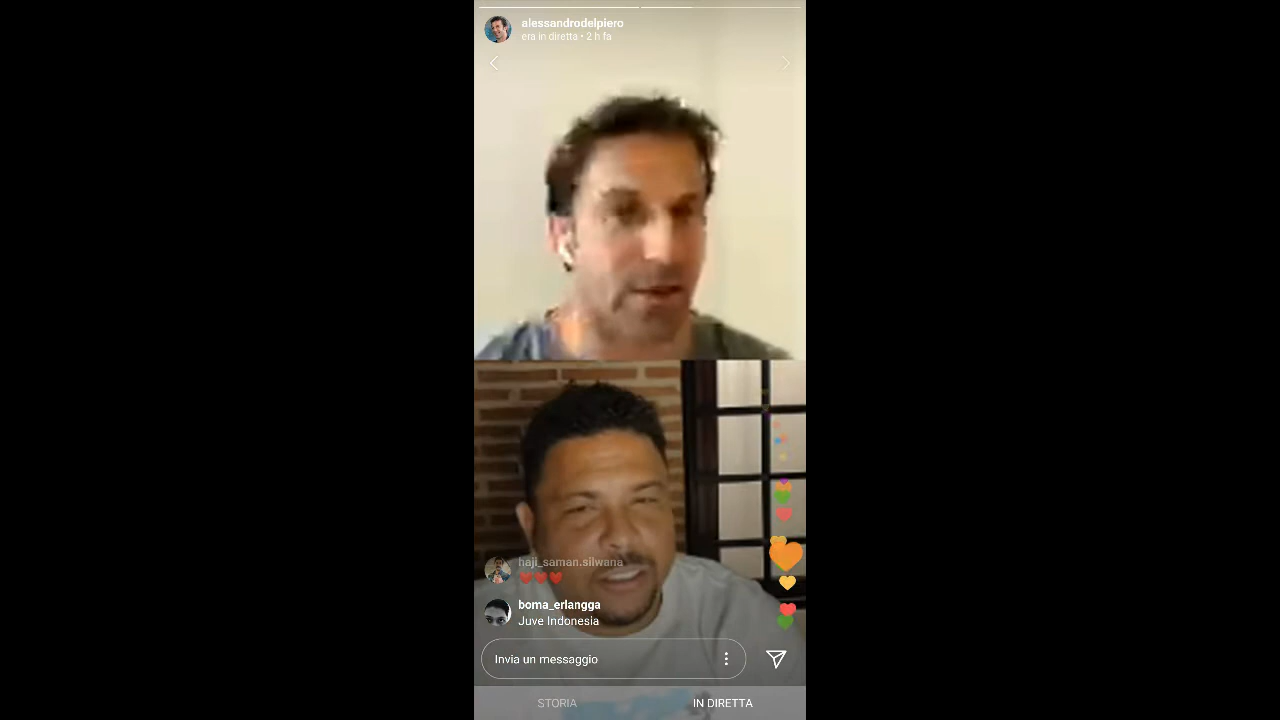 alessandrodelpiero
era in diretta • 2 h fa
haji_saman.silwana
❤️❤️❤️
boma_erlangga
Juve Indonesia
Invia un messaggio
STORIA
IN DIRETTA